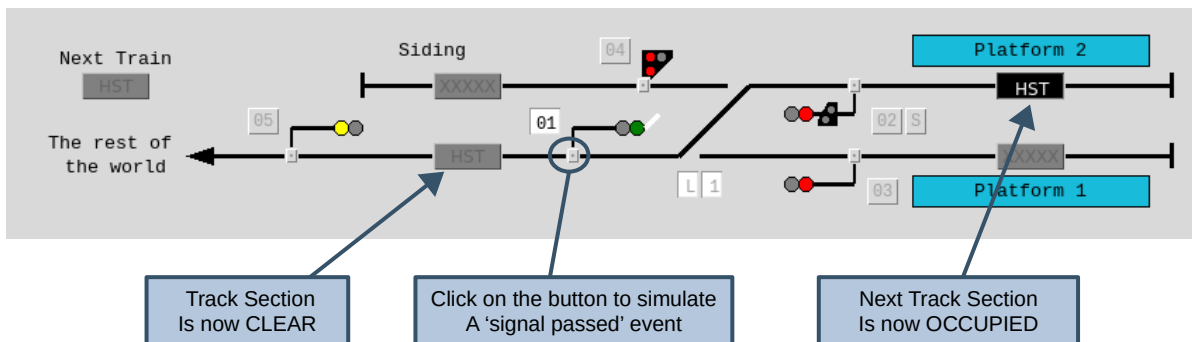 Next Train
HST
Siding
XXXXX
04
Platform 2
HST
05
01
02 S
The rest of
the world
HST
L 1
03
XXXXX
Platform 1
Track Section
Is now CLEAR
Click on the button to simulate
A ‘signal passed’ event
Next Track Section
Is now OCCUPIED